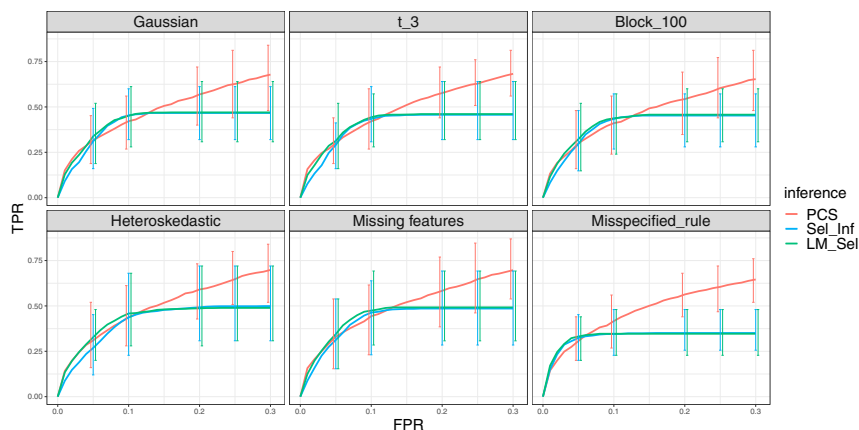 Gaussian t_3 Block_100
0.75
0.50
0.25
0.00
TPR
inference
PCS
Sel_Inf
LM_Sel
Heteroskedastic Missing features Misspecified_rule
0.75
0.50
0.25
0.00
0.0 0.1 0.2 0.3 0.0 0.1 0.2 0.3 0.0 0.1 0.2 0.3
FPR